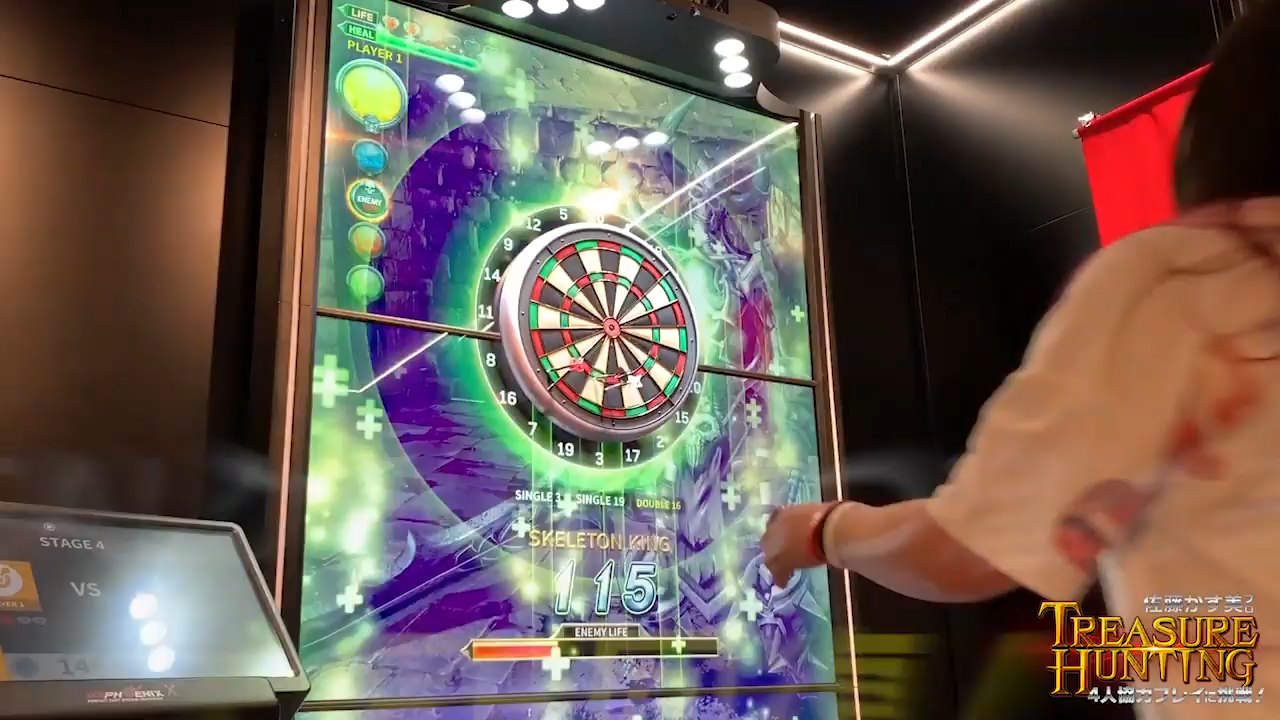 LIFE
HEAL
PLAYER 1
ENEMY
5
12
9
14
11
8
16
7
19
3
17
2
15
SINGLE 3 SINGLE 19 DOUBLE 16
SKELETON KING
115
ENEMY LIFE
STAGE 4
VS
佐藤かす美プロ
TREASURE
HUNTING
4人協力プレイに挑戦！